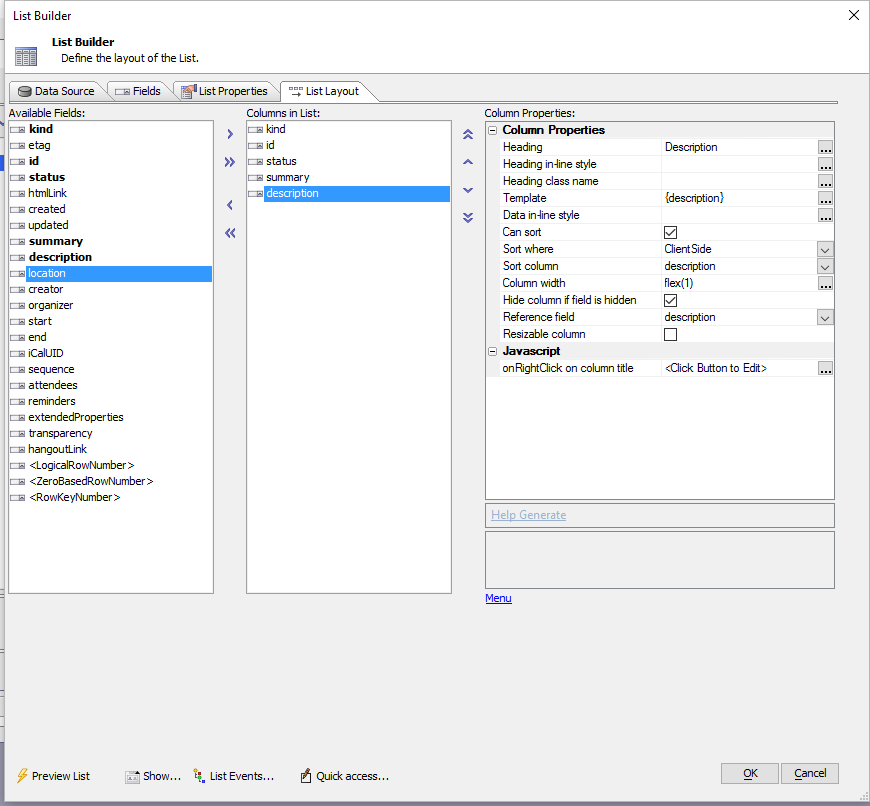 List Builder
List Builder
Define the layout of the List.
Data Source
Fields
List Properties
List Layout
Available Fields:
kind
etag
id
status
htmlLink
created
updated
summary
description
location
creator
organizer
start
end
iCalUID
sequence
attendees
reminders
extendedProperties
transparency
hangoutLink
<LogicalRowNumber>
<ZeroBasedRowNumber>
<RowKeyNumber>
Columns in List:
kind
id
status
summary
description
Column Properties:
Column Properties
Heading Description ...
Heading in-line style ...
Heading class name ...
Template {description} ...
Data in-line style ...
Can sort
Sort where ClientSide
Sort column description
Column width flex(1) ...
Hide column if field is hidden
Reference field description
Resizable column
Javascript
onRightClick on column title <Click Button to Edit> ...
Help Generate
Menu
Preview List
Show...
List Events...
Quick access...
OK
Cancel